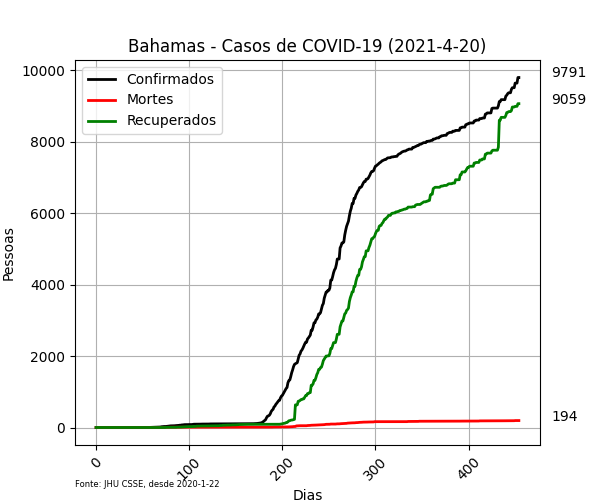 Bahamas - Casos de COVID-19 (2021-4-20)
Confirmados
Mortes
Recuperados
9791
9059
194
10000
8000
6000
4000
2000
0
Pessoas
0
100
200
300
400
Dias
Fonte: JHU CSSE, desde 2020-1-22